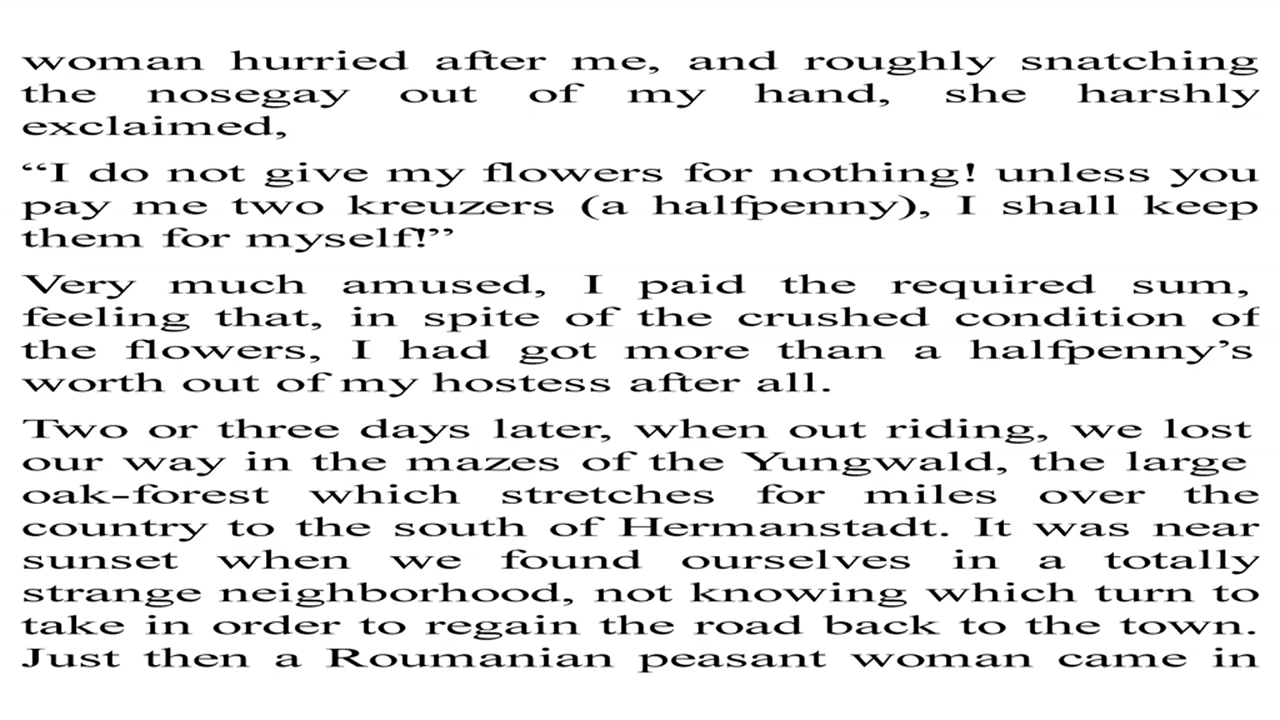 woman hurried after me, and roughly snatching
the nosegay out of my hand, she harshly
exclaimed,
“I do not give my flowers for nothing! unless you
pay me two kreuzers (a halfpenny), I shall keep
them for myself!”
Very much amused, I paid the required sum,
feeling that, in spite of the crushed condition of
the flowers, I had got more than a halfpenny’s
worth out of my hostess after all.
Two or three days later, when out riding, we lost
our way in the mazes of the Yungwald, the large
oak-forest which stretches for miles over the
country to the south of Hermanstadt. It was near
sunset when we found ourselves in a totally
strange neighborhood, not knowing which turn to
take in order to regain the road back to the town.
Just then a Roumanian peasant woman came in